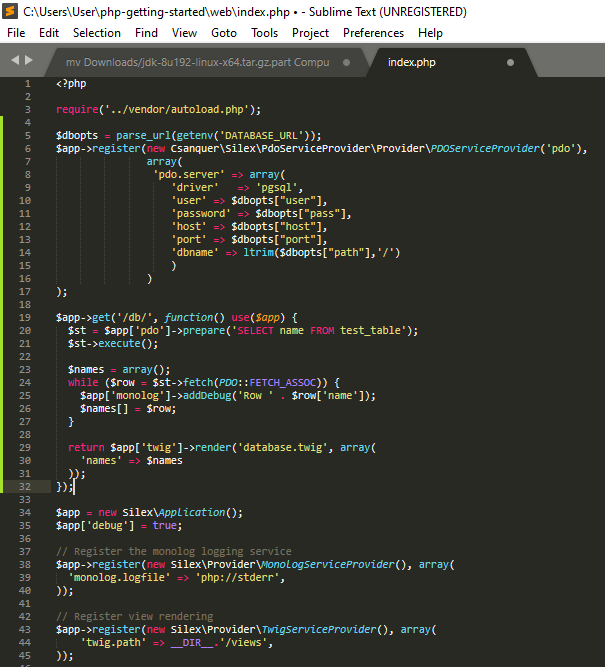 C:\Users\User\php-getting-started\web\index.php • - Sublime Text (UNREGISTERED)
File Edit Selection Find View Goto Tools Project Preferences Help
mv Downloads/jdk-8u192-linux-x64.tar.gz.part Compu index.php
1 <?php
2
3 require('../vendor/autoload.php');
4
5 $dbopts = parse_url(getenv('DATABASE_URL'));
6 $app->register(new Csanquer\Silex\PdoServiceProvider\Provider\PDOServiceProvider('pdo'),
7 array(
8 'pdo.server' => array(
9 'driver' => 'pgsql',
10 'user' => $dbopts["user"],
11 'password' => $dbopts["pass"],
12 'host' => $dbopts["host"],
13 'port' => $dbopts["port"],
14 'dbname' => ltrim($dbopts["path"],'/')
15 )
16 )
17 );
18
19 $app->get('/db/', function() use($app) {
20 $st = $app['pdo']->prepare('SELECT name FROM test_table');
21 $st->execute();
22
23 $names = array();
24 while ($row = $st->fetch(PDO::FETCH_ASSOC)) {
25 $app['monolog']->addDebug('Row ' . $row['name']);
26 $names[] = $row;
27 }
28
29 return $app['twig']->render('database.twig', array(
30 'names' => $names
31 ));
32 });
33
34 $app = new Silex\Application();
35 $app['debug'] = true;
36
37 // Register the monolog logging service
38 $app->register(new Silex\Provider\MonologServiceProvider(), array(
39 'monolog.logfile' => 'php://stderr',
40 ));
41
42 // Register view rendering
43 $app->register(new Silex\Provider\TwigServiceProvider(), array(
44 'twig.path' => __DIR__.'/views',
45 ));